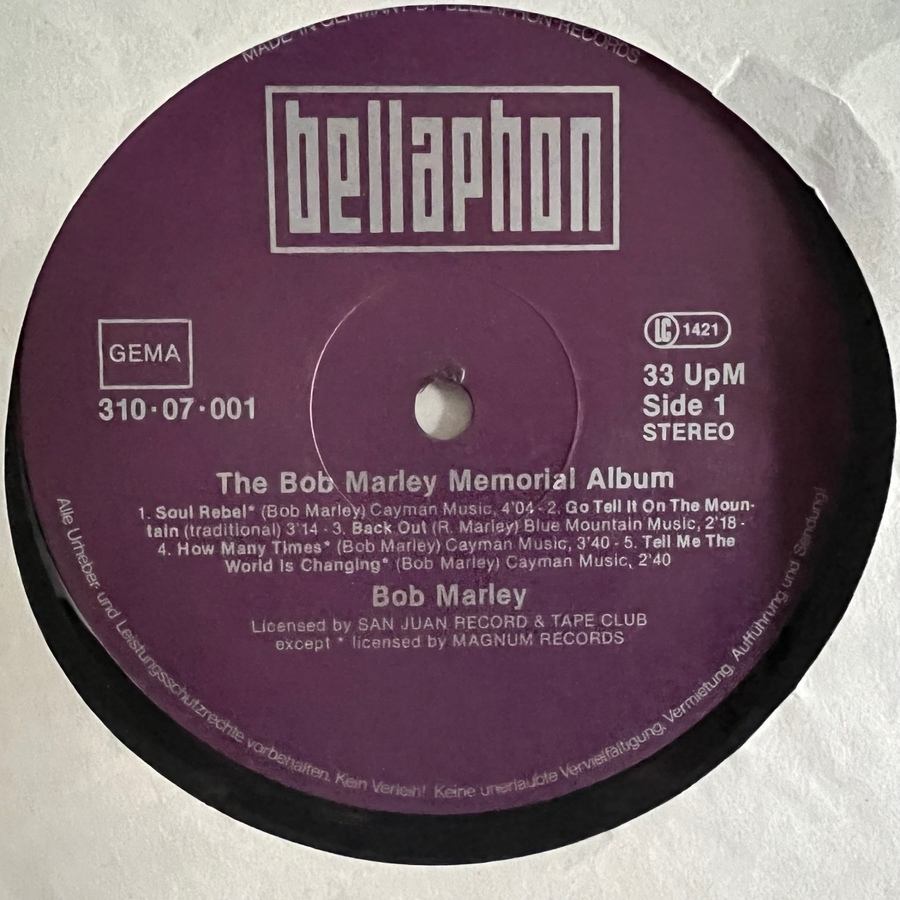 MADE IN GERMANY BY BELLAPHON RECORDS
bellaphon
GEMA
310·07·001
LC 1421
33 UpM
Side 1
STEREO
The Bob Marley Memorial Album
1. Soul Rebel* (Bob Marley) Cayman Music, 4'04 - 2. Go Tell It On The Moun-
tain (traditional) 3'14 - 3. Back Out (R. Marley) Blue Mountain Music, 2'18 -
4. How Many Times* (Bob Marley) Cayman Music, 3'40 - 5. Tell Me The
World Is Changing* (Bob Marley) Cayman Music, 2'40
Bob Marley
Licensed by SAN JUAN RECORD & TAPE CLUB
except * licensed by MAGNUM RECORDS
Alle Urheber- und Leistungsschutzrechte vorbehalten. Kein Verleih! Keine unerlaubte Vervielfältigung, Vermietung, Aufführung und Sendung!